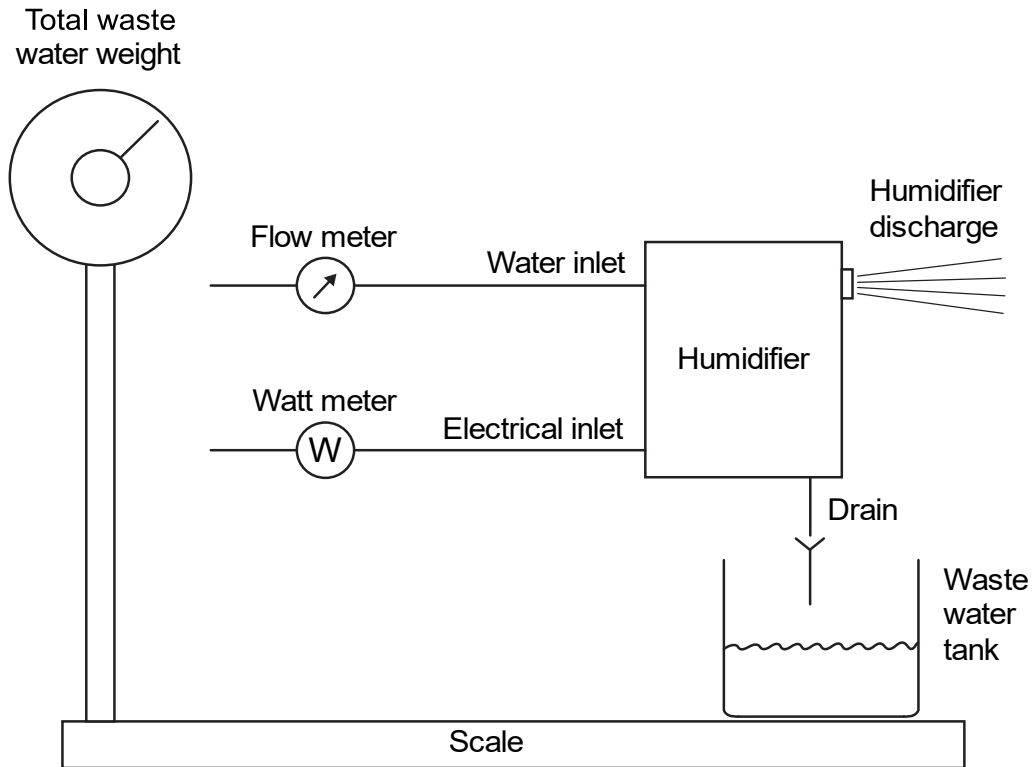 Total waste
water weight
Humidifier
discharge
Flow meter
Water inlet
Humidifier
Watt meter
W
Electrical inlet
Drain
Waste
water
tank
Scale